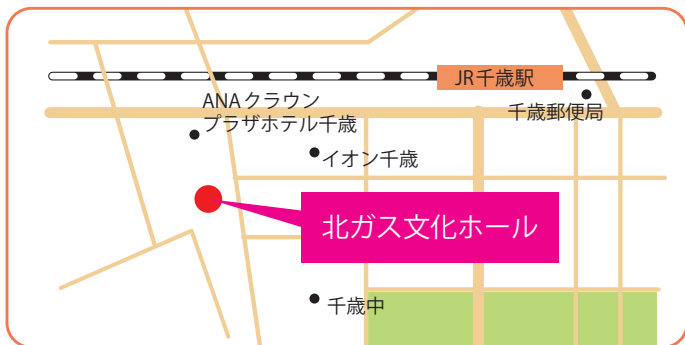 JR千歳駅
ANAクラウン
プラザホテル千歳
千歳郵便局
イオン千歳
北ガス文化ホール
千歳中